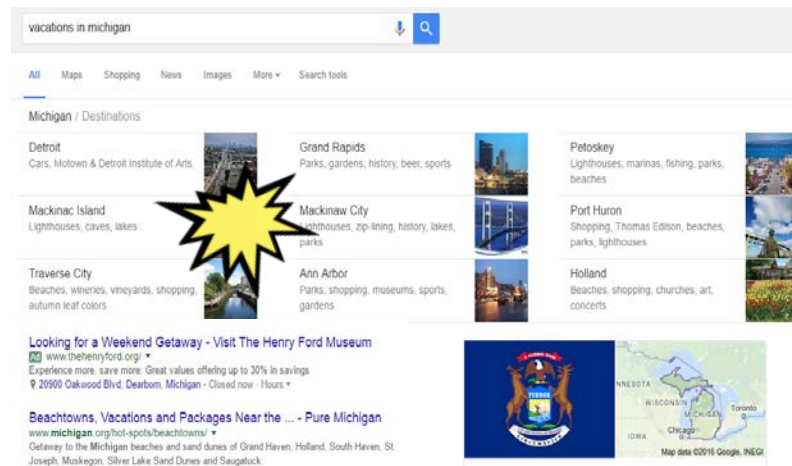 vacations in michigan
All Maps Shopping News Images More Search tools
Michigan / Destinations
Detroit
Cars, Motown & Detroit Institute of Arts
Grand Rapids
Parks, gardens, history, beer, sports
Petoskey
Lighthouses, marinas, fishing, parks,
beaches
Mackinac Island
Lighthouses, caves, lakes
Mackinaw City
Lighthouses, zip-lining, history, lakes,
parks
Port Huron
Shopping, Thomas Edison, beaches,
parks, lighthouses
Traverse City
Beaches, wineries, vineyards, shopping,
autumn leaf colors
Ann Arbor
Parks, shopping, museums, sports,
gardens
Holland
Beaches, shopping, churches, art,
concerts
Looking for a Weekend Getaway - Visit The Henry Ford Museum
Ad www.thehenryford.org/
Experience more. save more. Great values offering up to 30% in savings
20900 Oakwood Blvd, Dearborn, Michigan - Closed now · Hours
Beachtowns, Vacations and Packages Near the ... - Pure Michigan
www.michigan.org/hot-spots/beachtowns/
Getaway to the Michigan beaches and sand dunes of Grand Haven, Holland, South Haven, St.
Joseph, Muskegon, Silver Lake Sand Dunes and Saugatuck.
TUEBOR
NNESOTA
WISCONSIN
MICHIGAN
Toronto
Chicago
IOWA
Map data ©2016 Google, INEGI